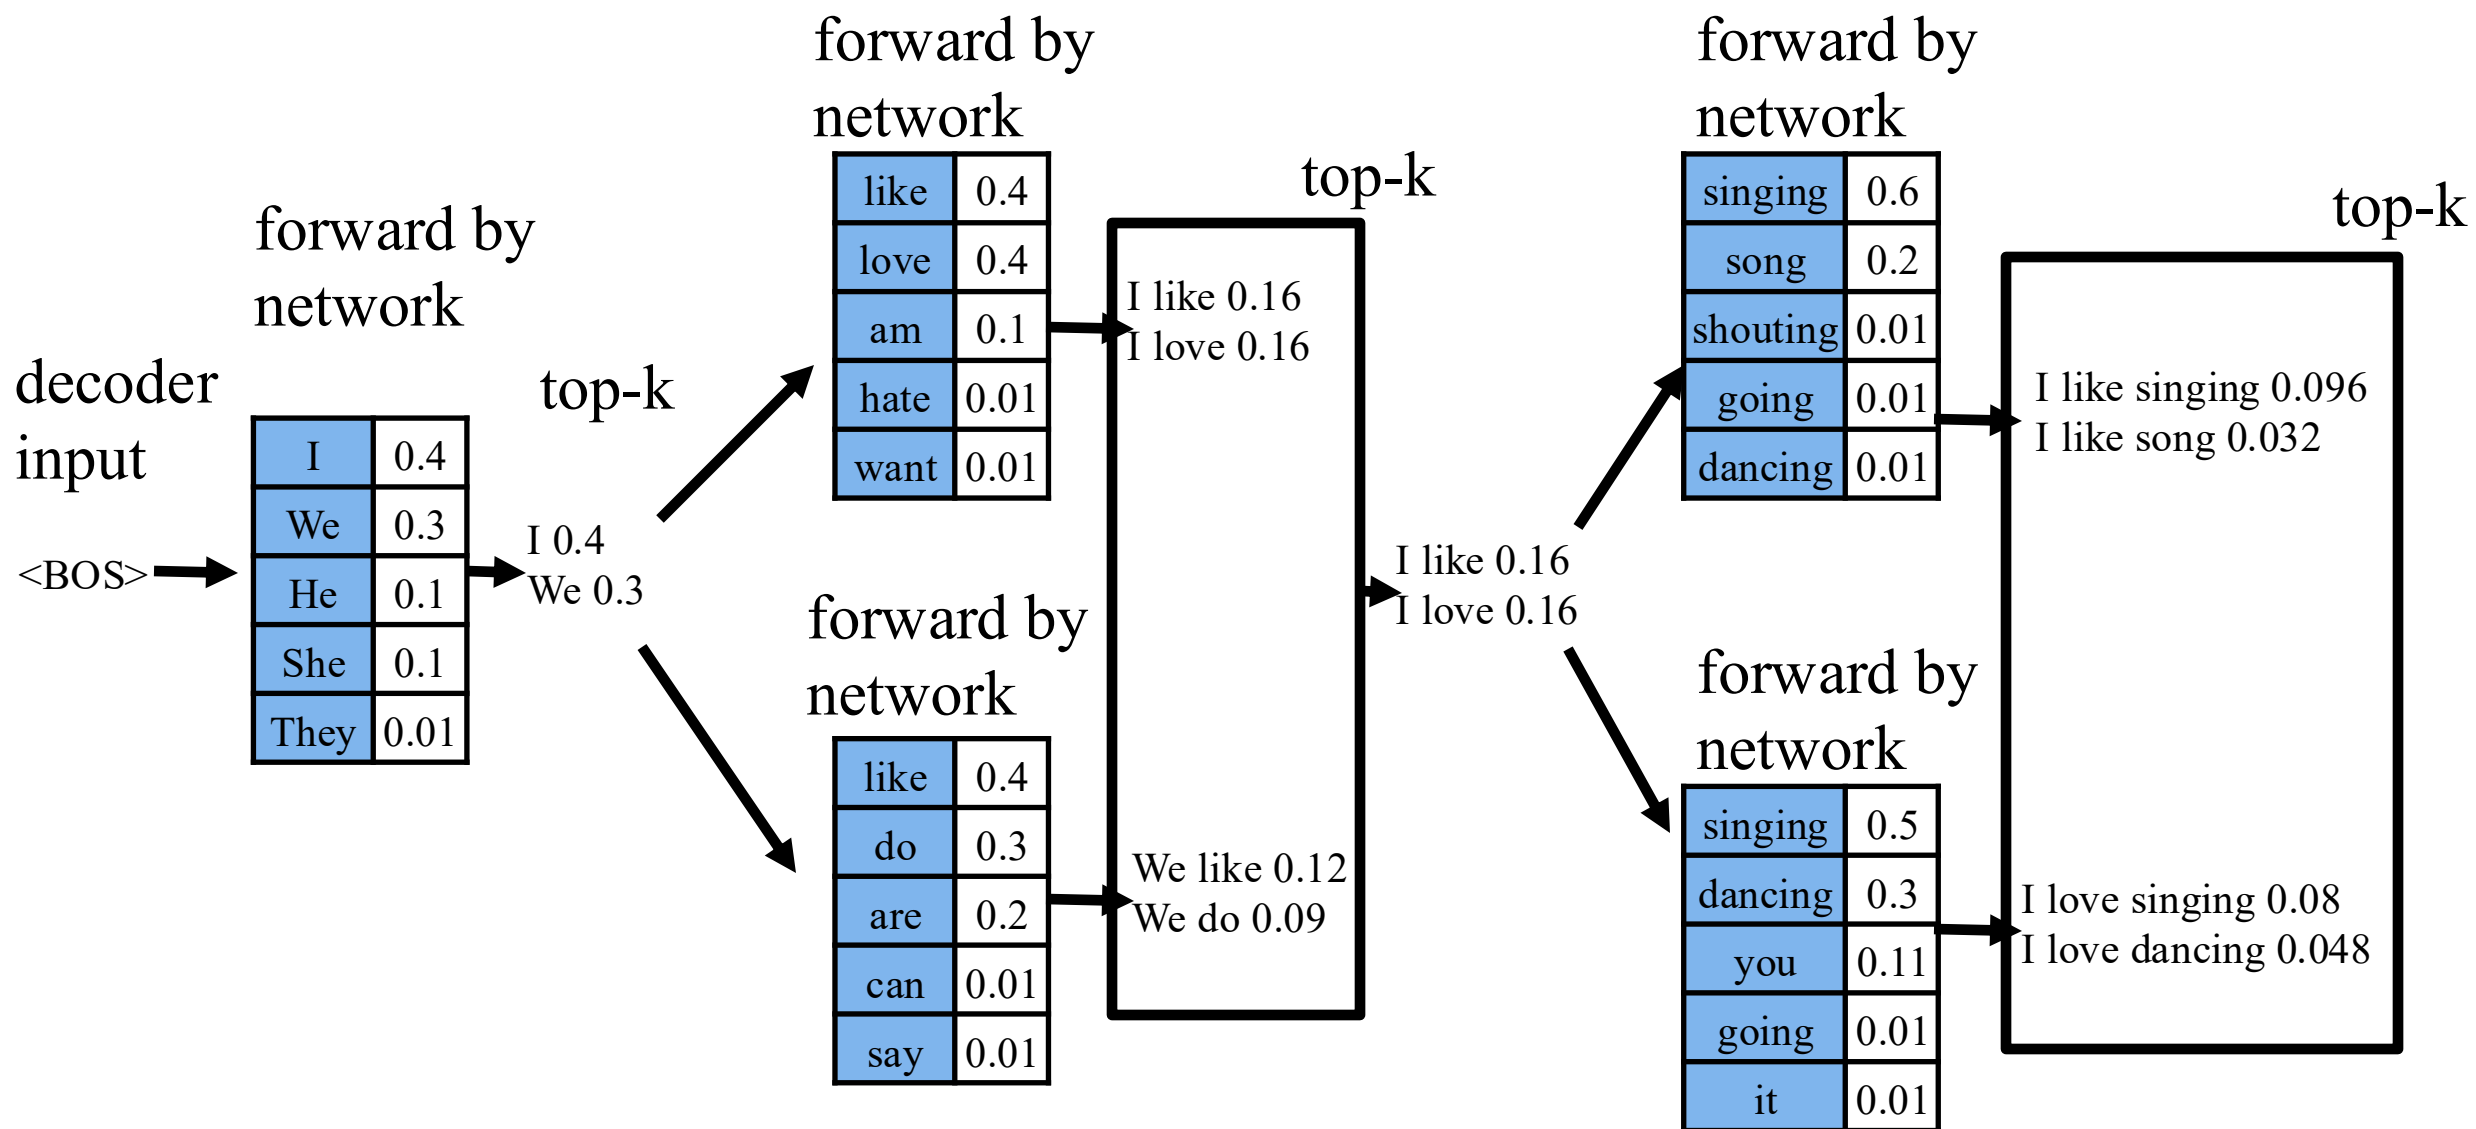 decoder
input
<BOS>
forward by
network
I 0.4
We 0.3
He 0.1
She 0.1
They 0.01
top-k
I 0.4
We 0.3
forward by
network
like 0.4
love 0.4
am 0.1
hate 0.01
want 0.01
forward by
network
like 0.4
do 0.3
are 0.2
can 0.01
say 0.01
top-k
I like 0.16
I love 0.16
We like 0.12
We do 0.09
I like 0.16
I love 0.16
forward by
network
singing 0.6
song 0.2
shouting 0.01
going 0.01
dancing 0.01
forward by
network
singing 0.5
dancing 0.3
you 0.11
going 0.01
it 0.01
top-k
I like singing 0.096
I like song 0.032
I love singing 0.08
I love dancing 0.048